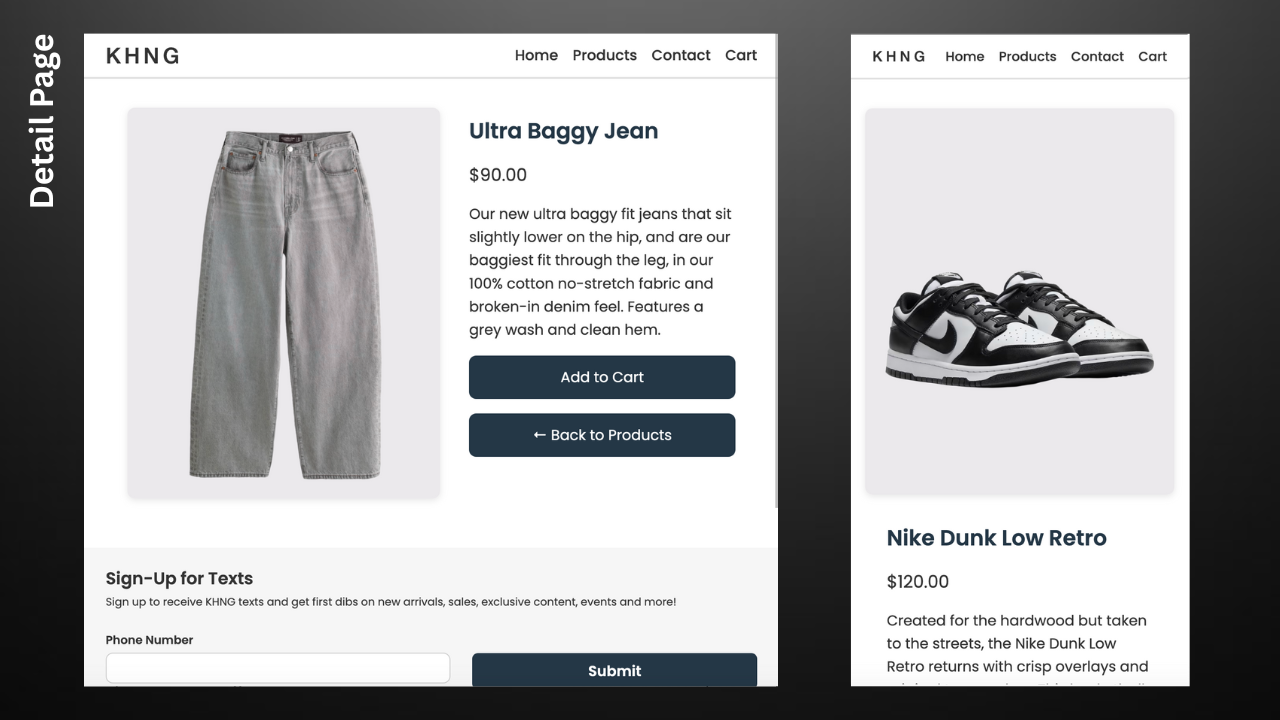 Detail Page
KHNG
Home Products Contact Cart
Ultra Baggy Jean
$90.00
Our new ultra baggy fit jeans that sit
slightly lower on the hip, and are our
baggiest fit through the leg, in our
100% cotton no-stretch fabric and
broken-in denim feel. Features a
grey wash and clean hem.
Add to Cart
← Back to Products
Sign-Up for Texts
Sign up to receive KHNG texts and get first dibs on new arrivals, sales, exclusive content, events and more!
Phone Number
Submit
KHNG Home Products Contact Cart
Nike Dunk Low Retro
$120.00
Created for the hardwood but taken
to the streets, the Nike Dunk Low
Retro returns with crisp overlays and